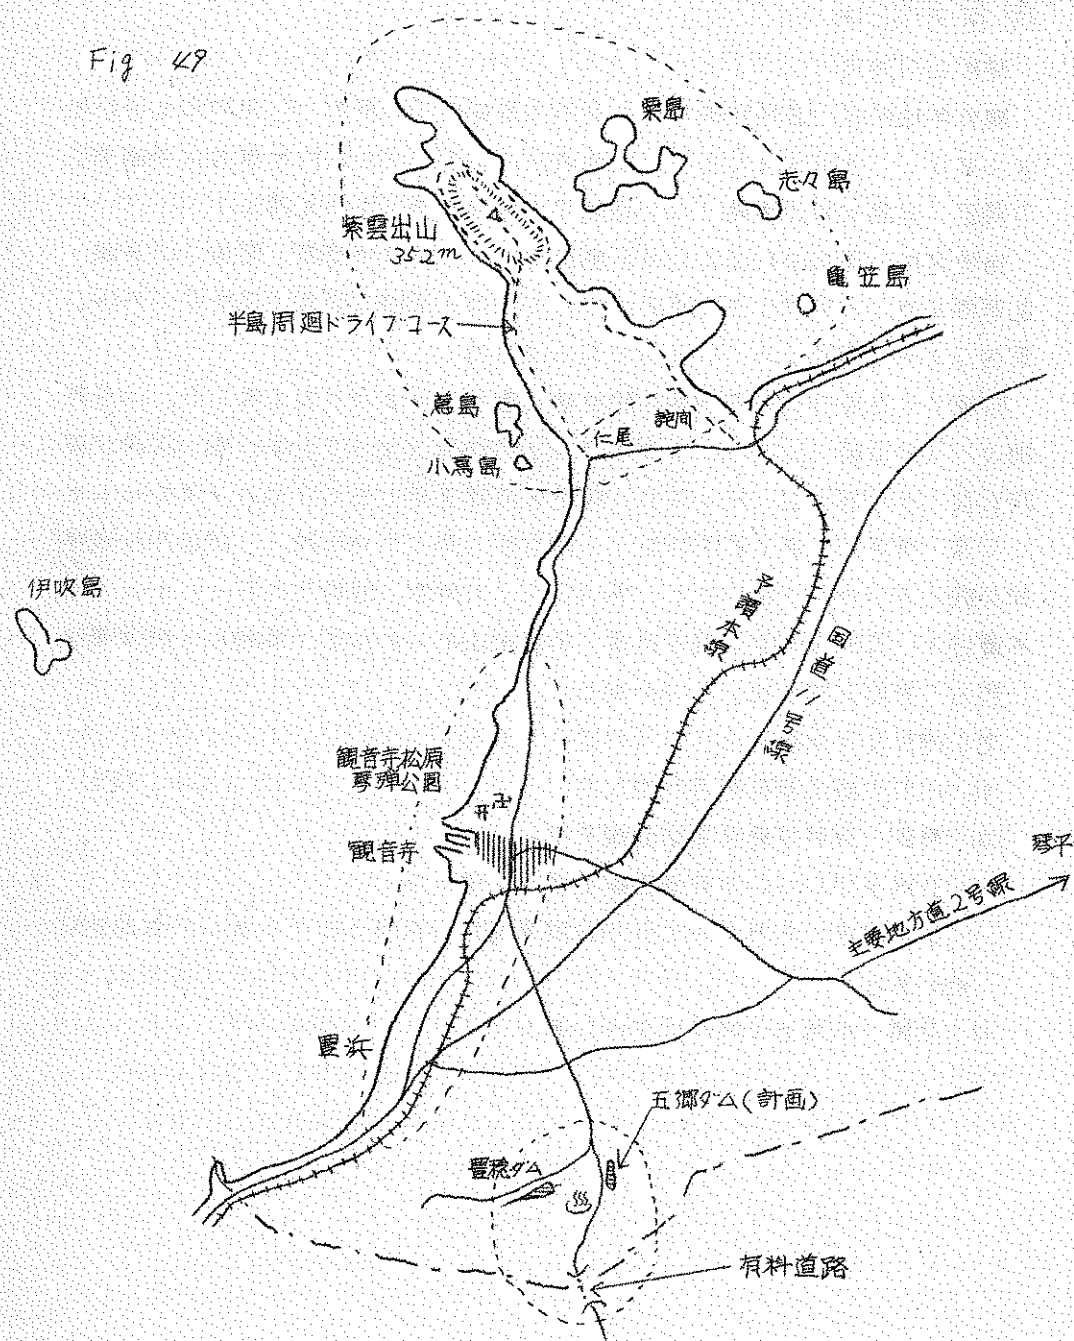 Fig 49
粟島
志々島
紫雲出山
352m
亀笠島
半島周廻ドライブコース
蔦島
詫間
仁尾
小蔦島
伊吹島
予讃本線
国道11号線
観音寺松原
琴弾公園
卍
観音寺
琴平
主要地方道2号線
豊浜
五郷ダム(計画)
豊稔ダム
♨
有料道路